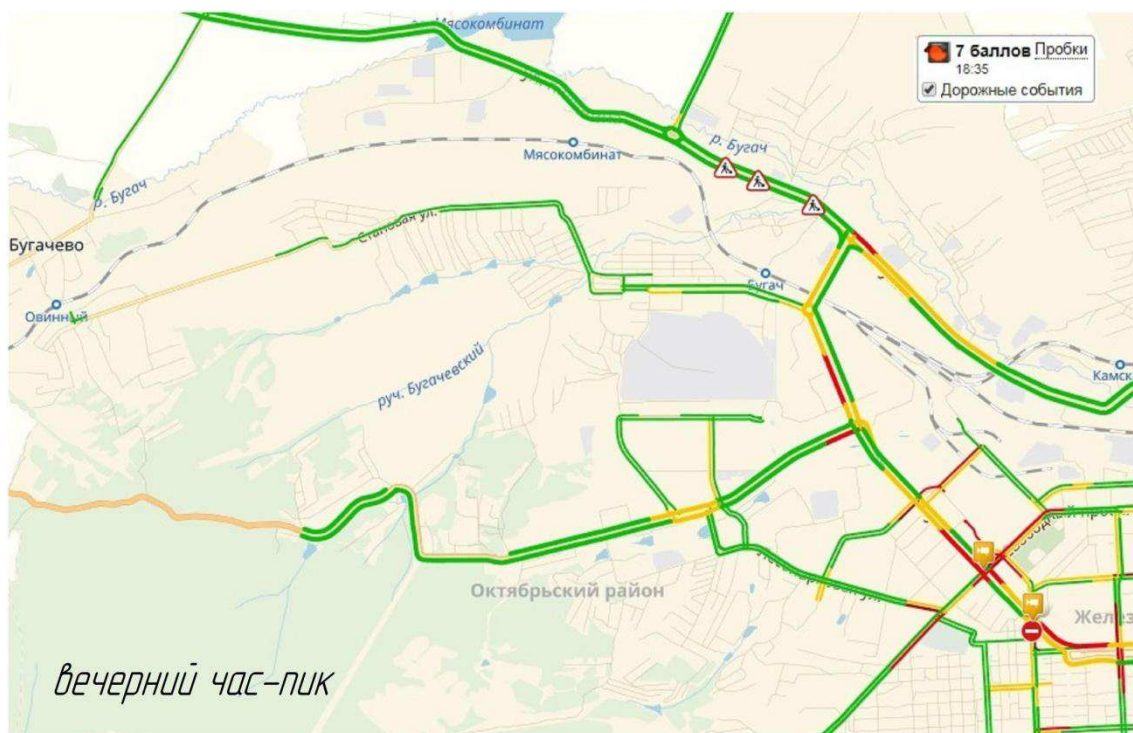 Мясокомбинат
7 баллов Пробки
18:35
Дорожные события
р. Бугач
Мясокомбинат
р. Бугач
Становая ул.
Бугачево
Бугач
Овинный
руч. Бугачевский
Камск
Октябрьский район
Желез
вечерний час-пик